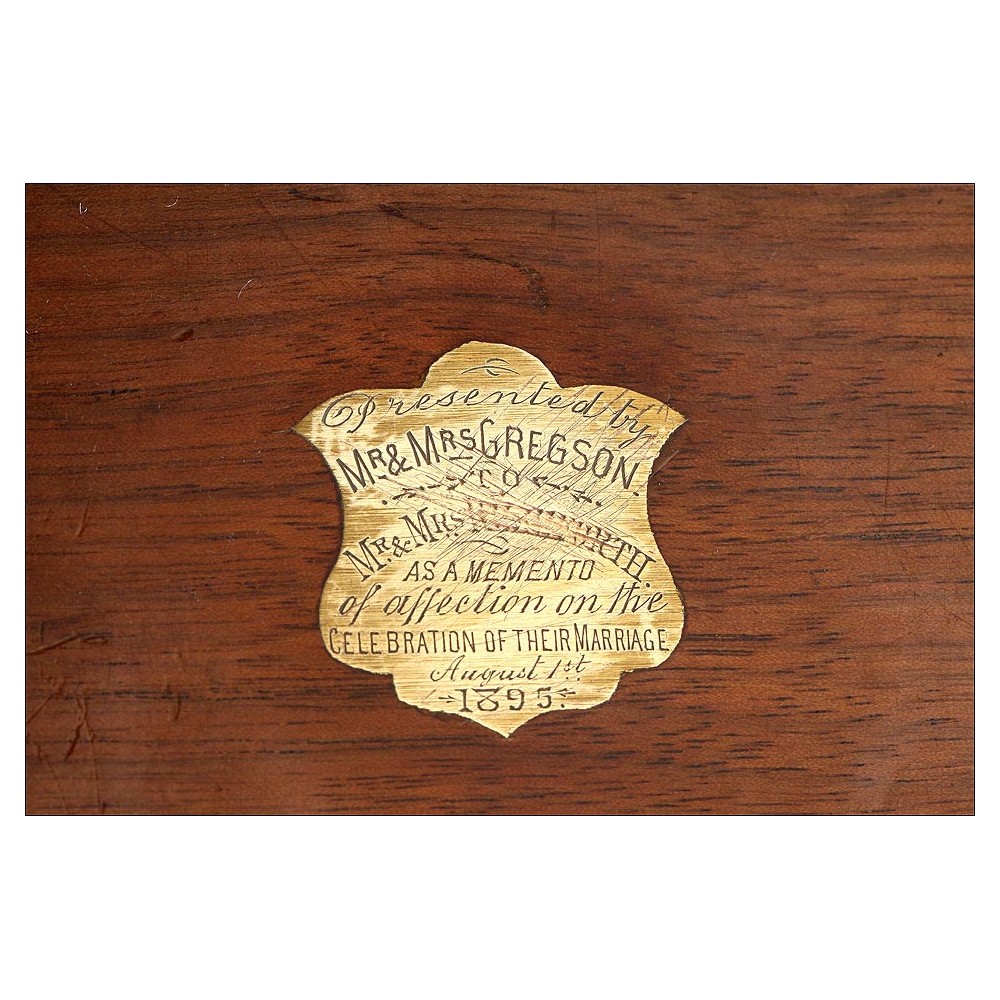 Presented by
MR & MRS GREGSON.
TO
MR. & MRS
AS A MEMENTO
of affection on the
CELEBRATION OF THEIR MARRIAGE
August 1st
1895.